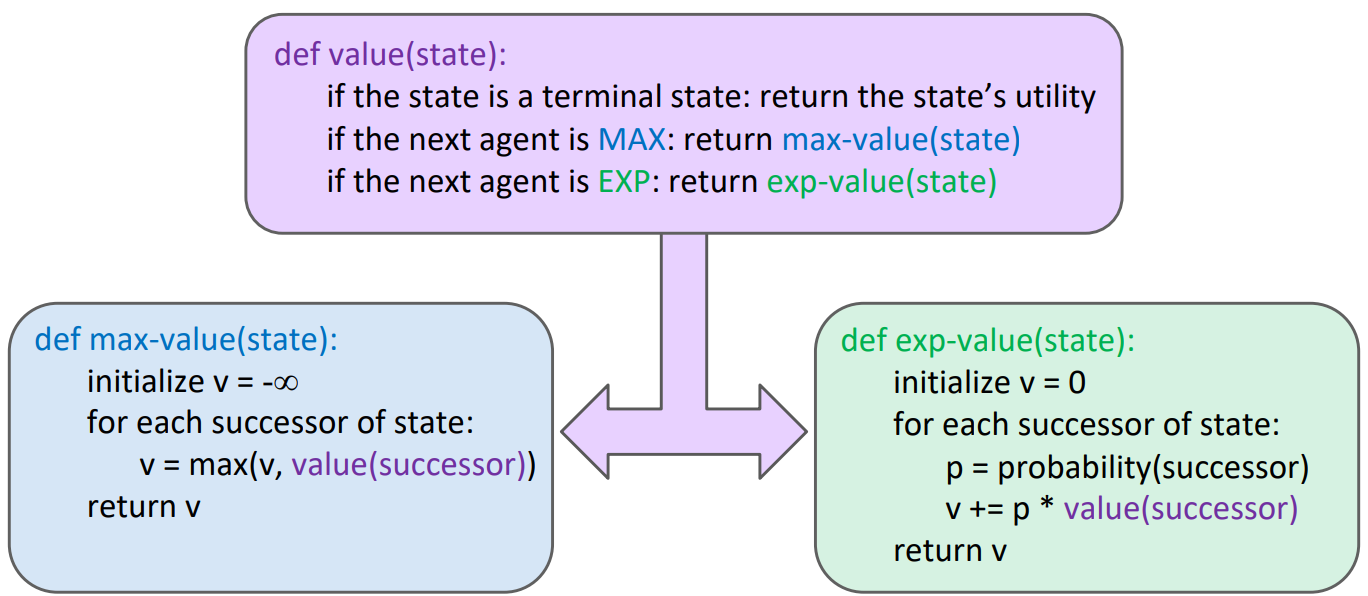 def value(state):
if the state is a terminal state: return the state’s utility
if the next agent is MAX: return max-value(state)
if the next agent is EXP: return exp-value(state)
def max-value(state):
initialize v = -∞
for each successor of state:
v = max(v, value(successor))
return v
def exp-value(state):
initialize v = 0
for each successor of state:
p = probability(successor)
v += p * value(successor)
return v